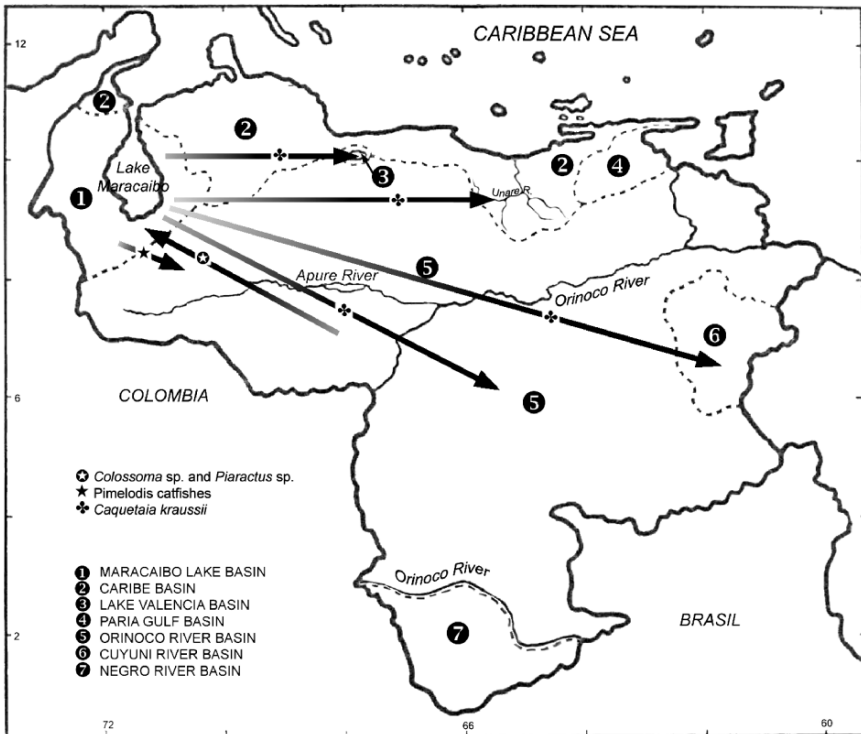 CARIBBEAN SEA
12
2
2
Lake
Maracaibo
3
2
4
1
Unare R.
5
Apure River
Orinoco River
6
6
COLOMBIA
5
Colossoma sp. and Piaractus sp.
Pimelodis catfishes
Caquetaia kraussii
Orinoco River
1 MARACAIBO LAKE BASIN
2 CARIBE BASIN
3 LAKE VALENCIA BASIN
4 PARIA GULF BASIN
5 ORINOCO RIVER BASIN
6 CUYUNI RIVER BASIN
7 NEGRO RIVER BASIN
BRASIL
2
7
72
66
60